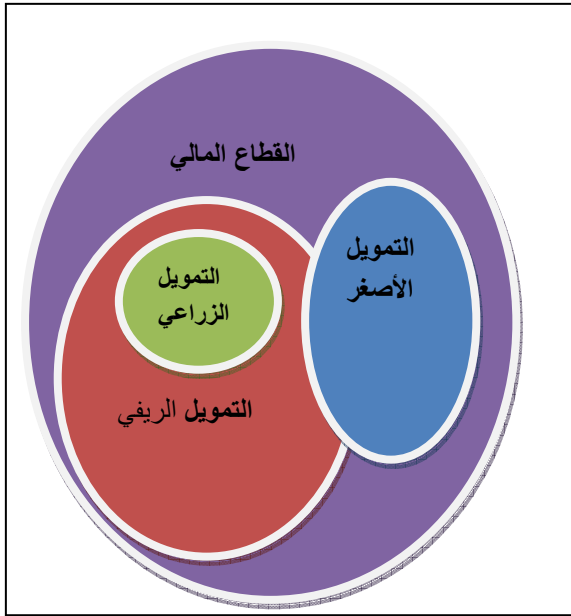 القطاع المالي
التمويل
الأصغر
التمويل
الزراعي
التمويل الريفي